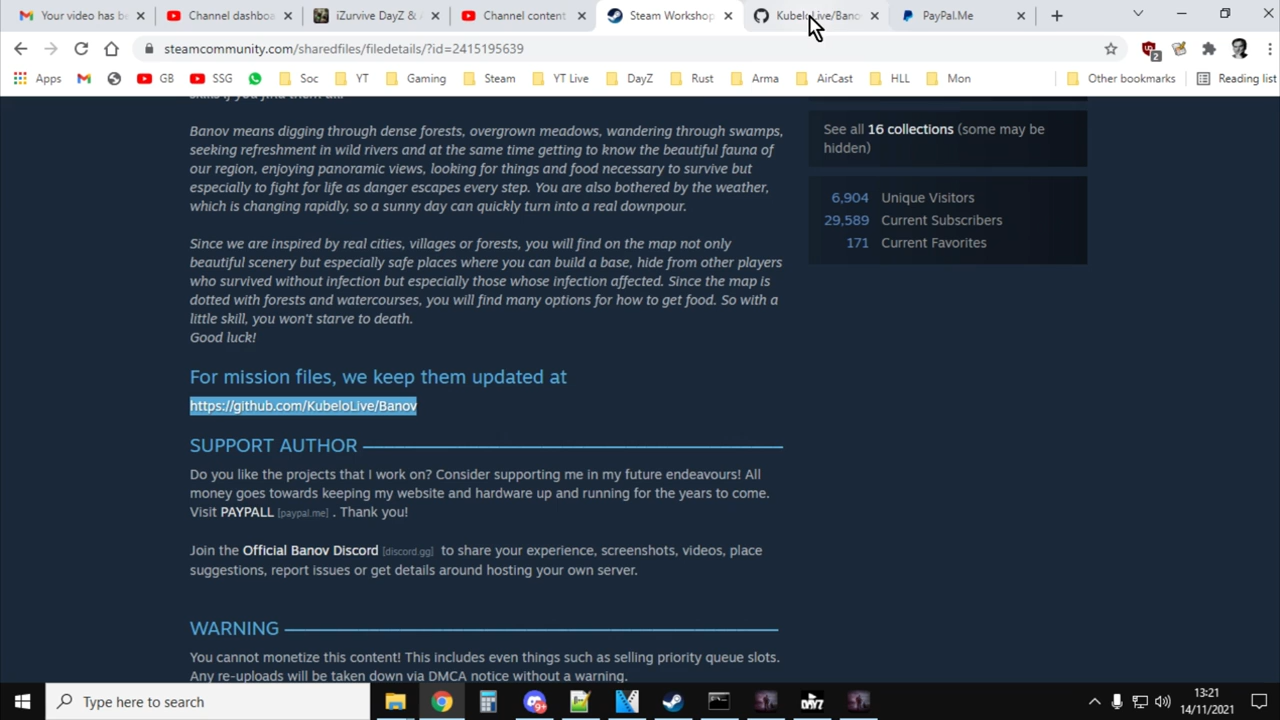 Your video has be
Channel dashboa
iZurvive DayZ & A
Channel content
Steam Workshop
KubeloLive/Bano
PayPal.Me
steamcommunity.com/sharedfiles/filedetails/?id=2415195639
2
Apps
GB
SSG
Soc
YT
Gaming
Steam
YT Live
DayZ
Rust
Arma
AirCast
HLL
Mon
Other bookmarks
Reading list
Banov means digging through dense forests, overgrown meadows, wandering through swamps,
seeking refreshment in wild rivers and at the same time getting to know the beautiful fauna of
our region, enjoying panoramic views, looking for things and food necessary to survive but
especially to fight for life as danger escapes every step. You are also bothered by the weather,
which is changing rapidly, so a sunny day can quickly turn into a real downpour.
Since we are inspired by real cities, villages or forests, you will find on the map not only
beautiful scenery but especially safe places where you can build a base, hide from other players
who survived without infection but especially those whose infection affected. Since the map is
dotted with forests and watercourses, you will find many options for how to get food. So with a
little skill, you won't starve to death.
Good luck!
For mission files, we keep them updated at
https://github.com/KubeloLive/Banov
SUPPORT AUTHOR
Do you like the projects that I work on? Consider supporting me in my future endeavours! All
money goes towards keeping my website and hardware up and running for the years to come.
Visit PAYPALL [paypal.me] . Thank you!
Join the Official Banov Discord [discord.gg] to share your experience, screenshots, videos, place
suggestions, report issues or get details around hosting your own server.
WARNING
You cannot monetize this content! This includes even things such as selling priority queue slots.
Any re-uploads will be taken down via DMCA notice without a warning.
See all 16 collections (some may be
hidden)
6,904 Unique Visitors
29,589 Current Subscribers
171 Current Favorites
Type here to search
DAYZ
13:21
14/11/2021